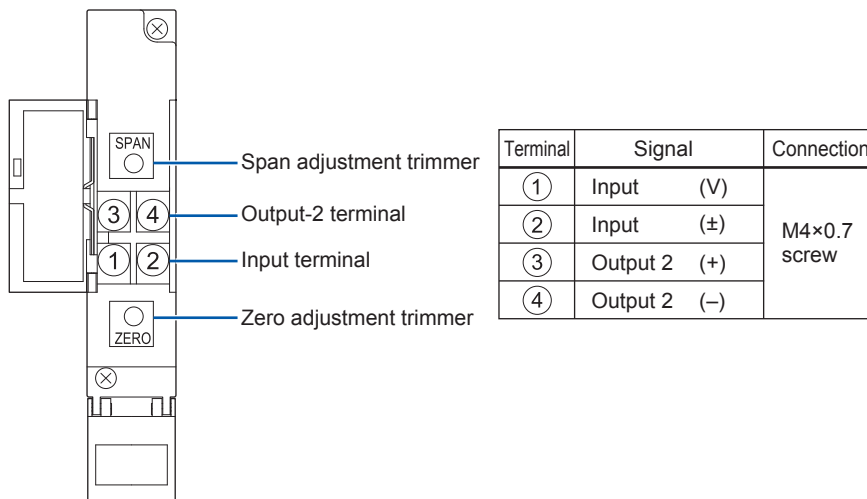 SPAN
Span adjustment trimmer
3 4
Output-2 terminal
1 2
Input terminal
Zero adjustment trimmer
ZERO
Terminal Signal Connection
1 Input (V)
2 Input (±)
M4×0.7
screw
3 Output 2 (+)
4 Output 2 (–)